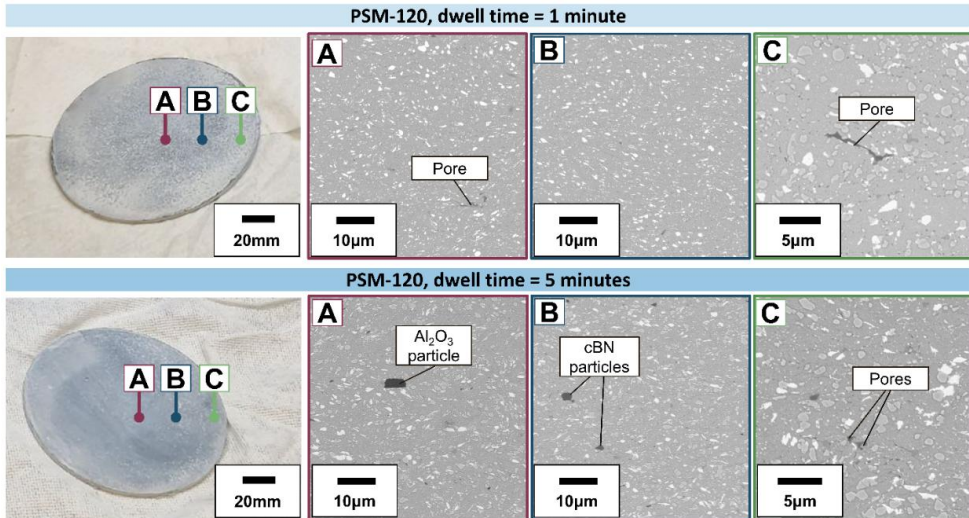 PSM-120, dwell time = 1 minute
A
B
C
20mm
A
Pore
10µm
B
10µm
C
Pore
5µm
PSM-120, dwell time = 5 minutes
A
B
C
20mm
A
Al₂O₃
particle
10µm
B
cBN
particles
10µm
C
Pores
5µm